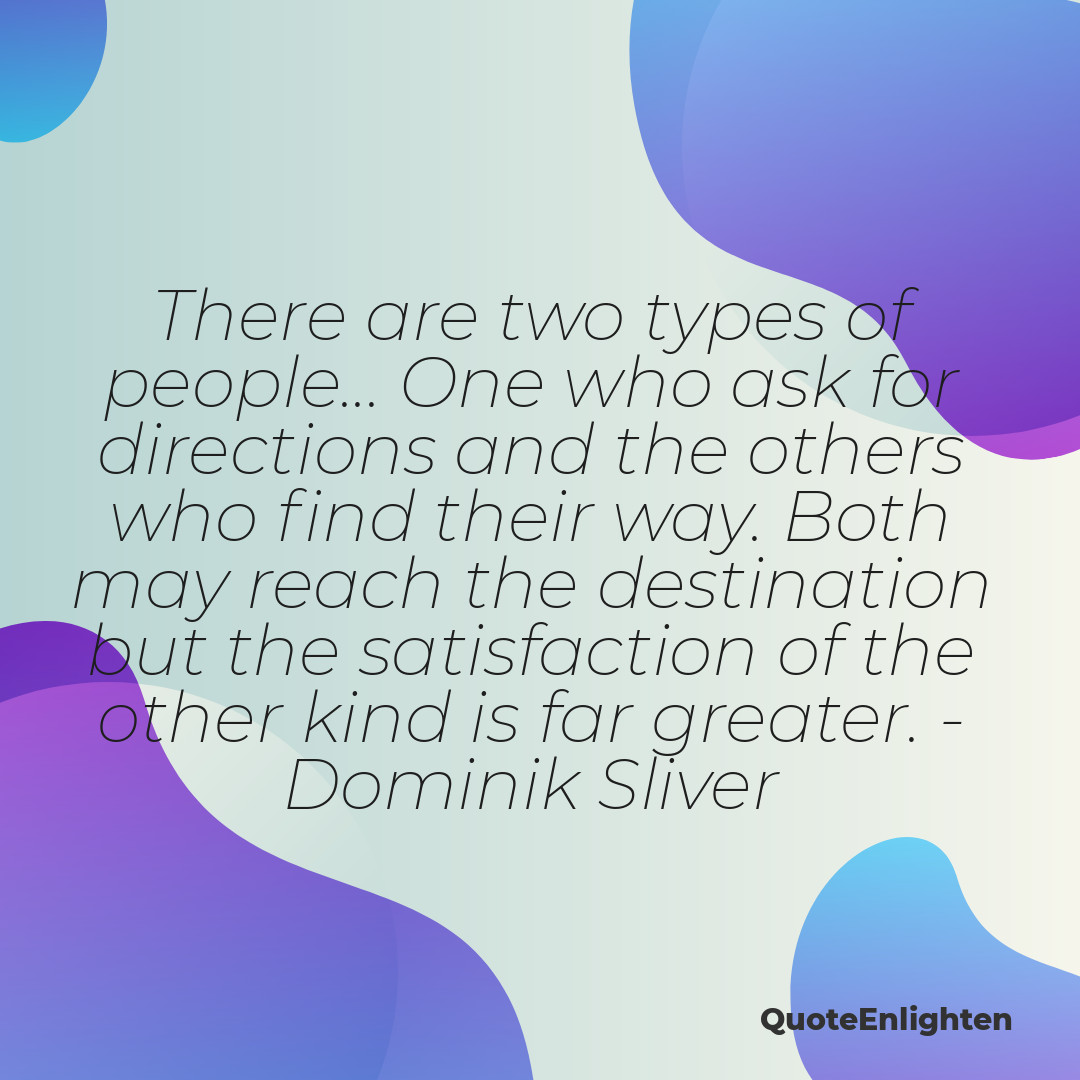 There are two types of
people... One who ask for
directions and the others
who find their way. Both
may reach the destination
but the satisfaction of the
other kind is far greater. -
Dominik Sliver
QuoteEnlighten